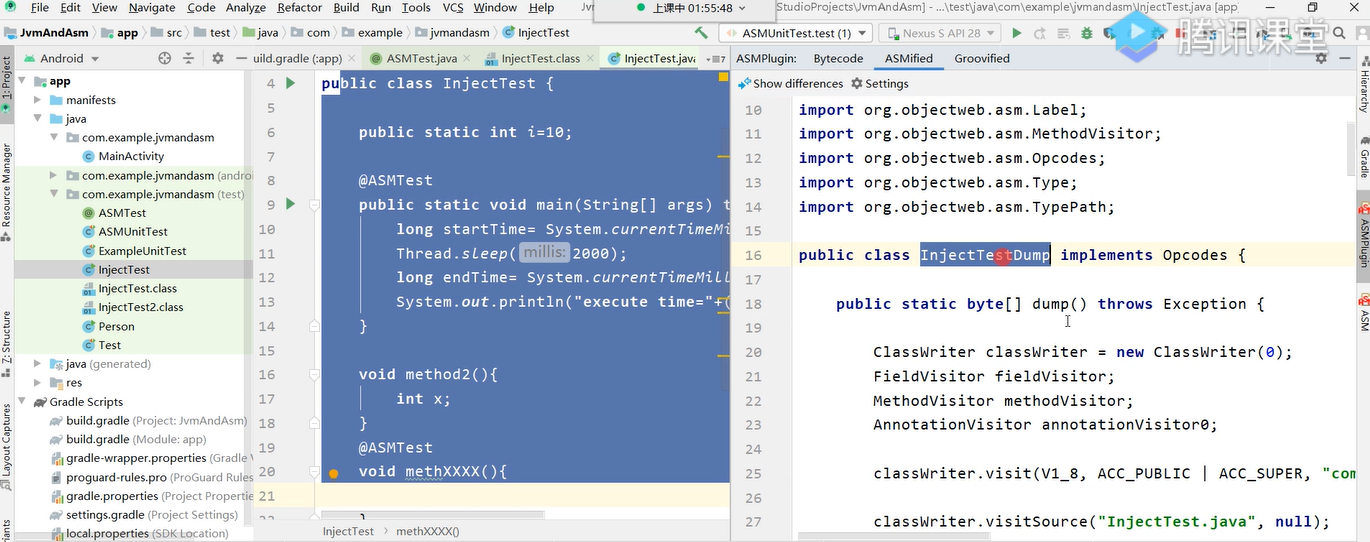 File Edit View Navigate Code Analyze Refactor Build Run Tools VCS Window Help
上课中 01:55:48
StudioProjects\JvmAndAsm] - ...\test\java\com\example\jvmandasm\InjectTest.java [app
JvmAndAsm app src test java com example jvmandasm InjectTest
ASMUnitTest.test (1)
Nexus S API 28
腾讯课堂
Android
uild.gradle (:app)
ASMTest.java
InjectTest.class
InjectTest.java
ASMPlugin: Bytecode ASMified Groovified
Show differences Settings
1: Project
Resource Manager
Z: Structure
Layout Captures
app
manifests
java
com.example.jvmandasm
MainActivity
com.example.jvmandasm (andro
com.example.jvmandasm (test)
ASMTest
ASMUnitTest
ExampleUnitTest
InjectTest
InjectTest.class
InjectTest2.class
Person
Test
java (generated)
res
Gradle Scripts
build.gradle (Project: JvmAndAsm)
build.gradle (Module: app)
gradle-wrapper.properties (Gradle
proguard-rules.pro (ProGuard Rules
gradle.properties (Project Propertie
settings.gradle (Project Settings)
local.properties (SDK Location)
4 public class InjectTest {
5
6 public static int i=10;
7
8 @ASMTest
9 public static void main(String[] args) t
10 long startTime= System.currentTimeMi
11 Thread.sleep( millis: 2000);
12 long endTime= System.currentTimeMill
13 System.out.println("execute time="+(
14 }
15
16 void method2(){
17 int x;
18 }
19 @ASMTest
20 void methXXXX(){
21
InjectTest methXXXX()
10 import org.objectweb.asm.Label;
11 import org.objectweb.asm.MethodVisitor;
12 import org.objectweb.asm.Opcodes;
13 import org.objectweb.asm.Type;
14 import org.objectweb.asm.TypePath;
15
16 public class InjectTestDump implements Opcodes {
17
18 public static byte[] dump() throws Exception {
19
20 ClassWriter classWriter = new ClassWriter(0);
21 FieldVisitor fieldVisitor;
22 MethodVisitor methodVisitor;
23 AnnotationVisitor annotationVisitor0;
24
25 classWriter.visit(V1_8, ACC_PUBLIC | ACC_SUPER, "com
26
27 classWriter.visitSource("InjectTest.java", null);
Hierarchy
Gradle
ASMPlugin
ASM